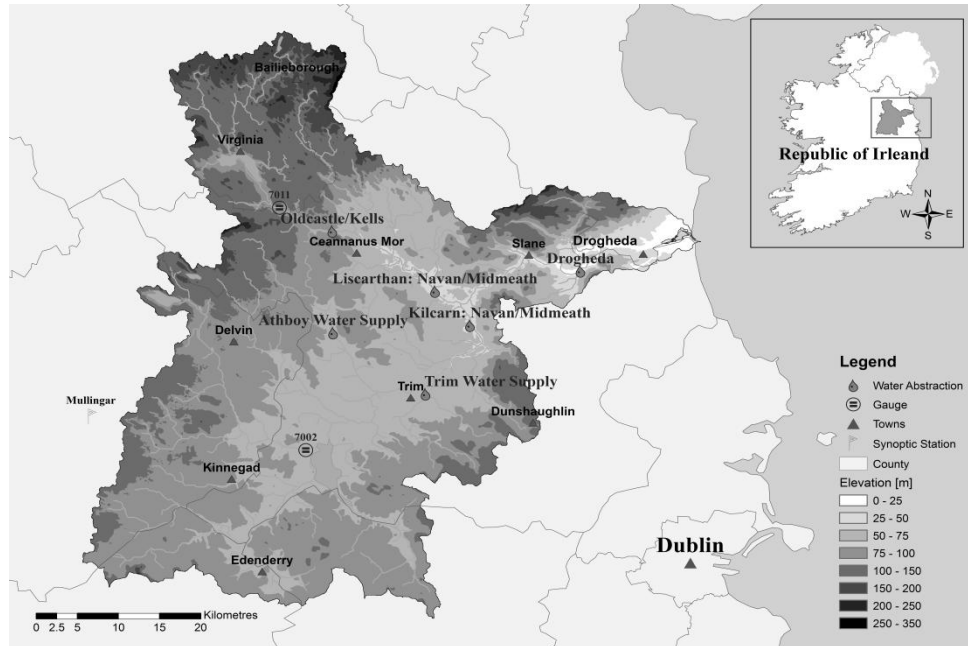 Bailieborough
Virginia
7011
Oldcastle/Kells
Ceannanus Mor
Slane
Drogheda
Drogheda
Liscarthan: Navan/Midmeath
Athboy Water Supply
Kilcarn: Navan/Midmeath
Delvin
Trim
Trim Water Supply
Mullingar
Dunshaughlin
7002
Kinnegad
Edenderry
Dublin
Republic of Irleand
N
W
E
S
Legend
Water Abstraction
Gauge
Towns
Synoptic Station
County
Elevation [m]
0 - 25
25 - 50
50 - 75
75 - 100
100 - 150
150 - 200
200 - 250
250 - 350
Kilometres
0 2.5 5 10 15 20